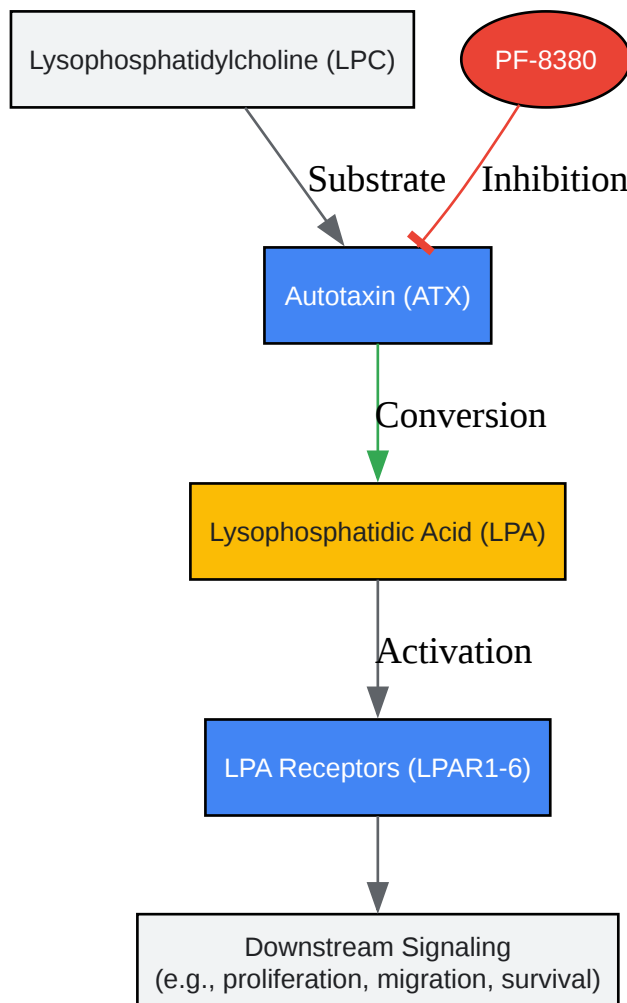 Lysophosphatidylcholine (LPC)
PF-8380
Substrate
Inhibition
Autotaxin (ATX)
Conversion
Lysophosphatidic Acid (LPA)
Activation
LPA Receptors (LPAR1-6)
Downstream Signaling
(e.g., proliferation, migration, survival)